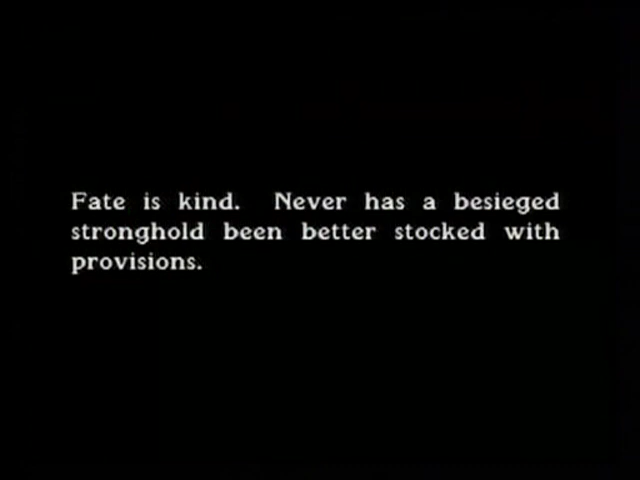 Fate is kind. Never has a besieged
stronghold been better stocked with
provisions.